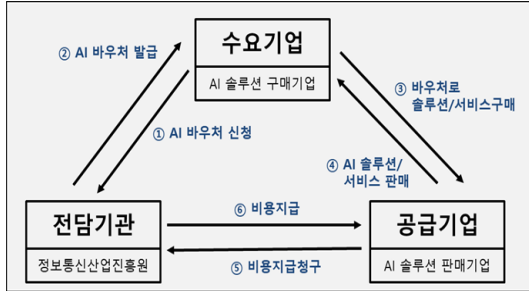 수요기업
AI 솔루션 구매기업
② AI 바우처 발급
① AI 바우처 신청
③ 바우처로
솔루션/서비스구매
④ AI 솔루션/
서비스 판매
전담기관
정보통신산업진흥원
⑥ 비용지급
⑤ 비용지급청구
공급기업
AI 솔루션 판매기업